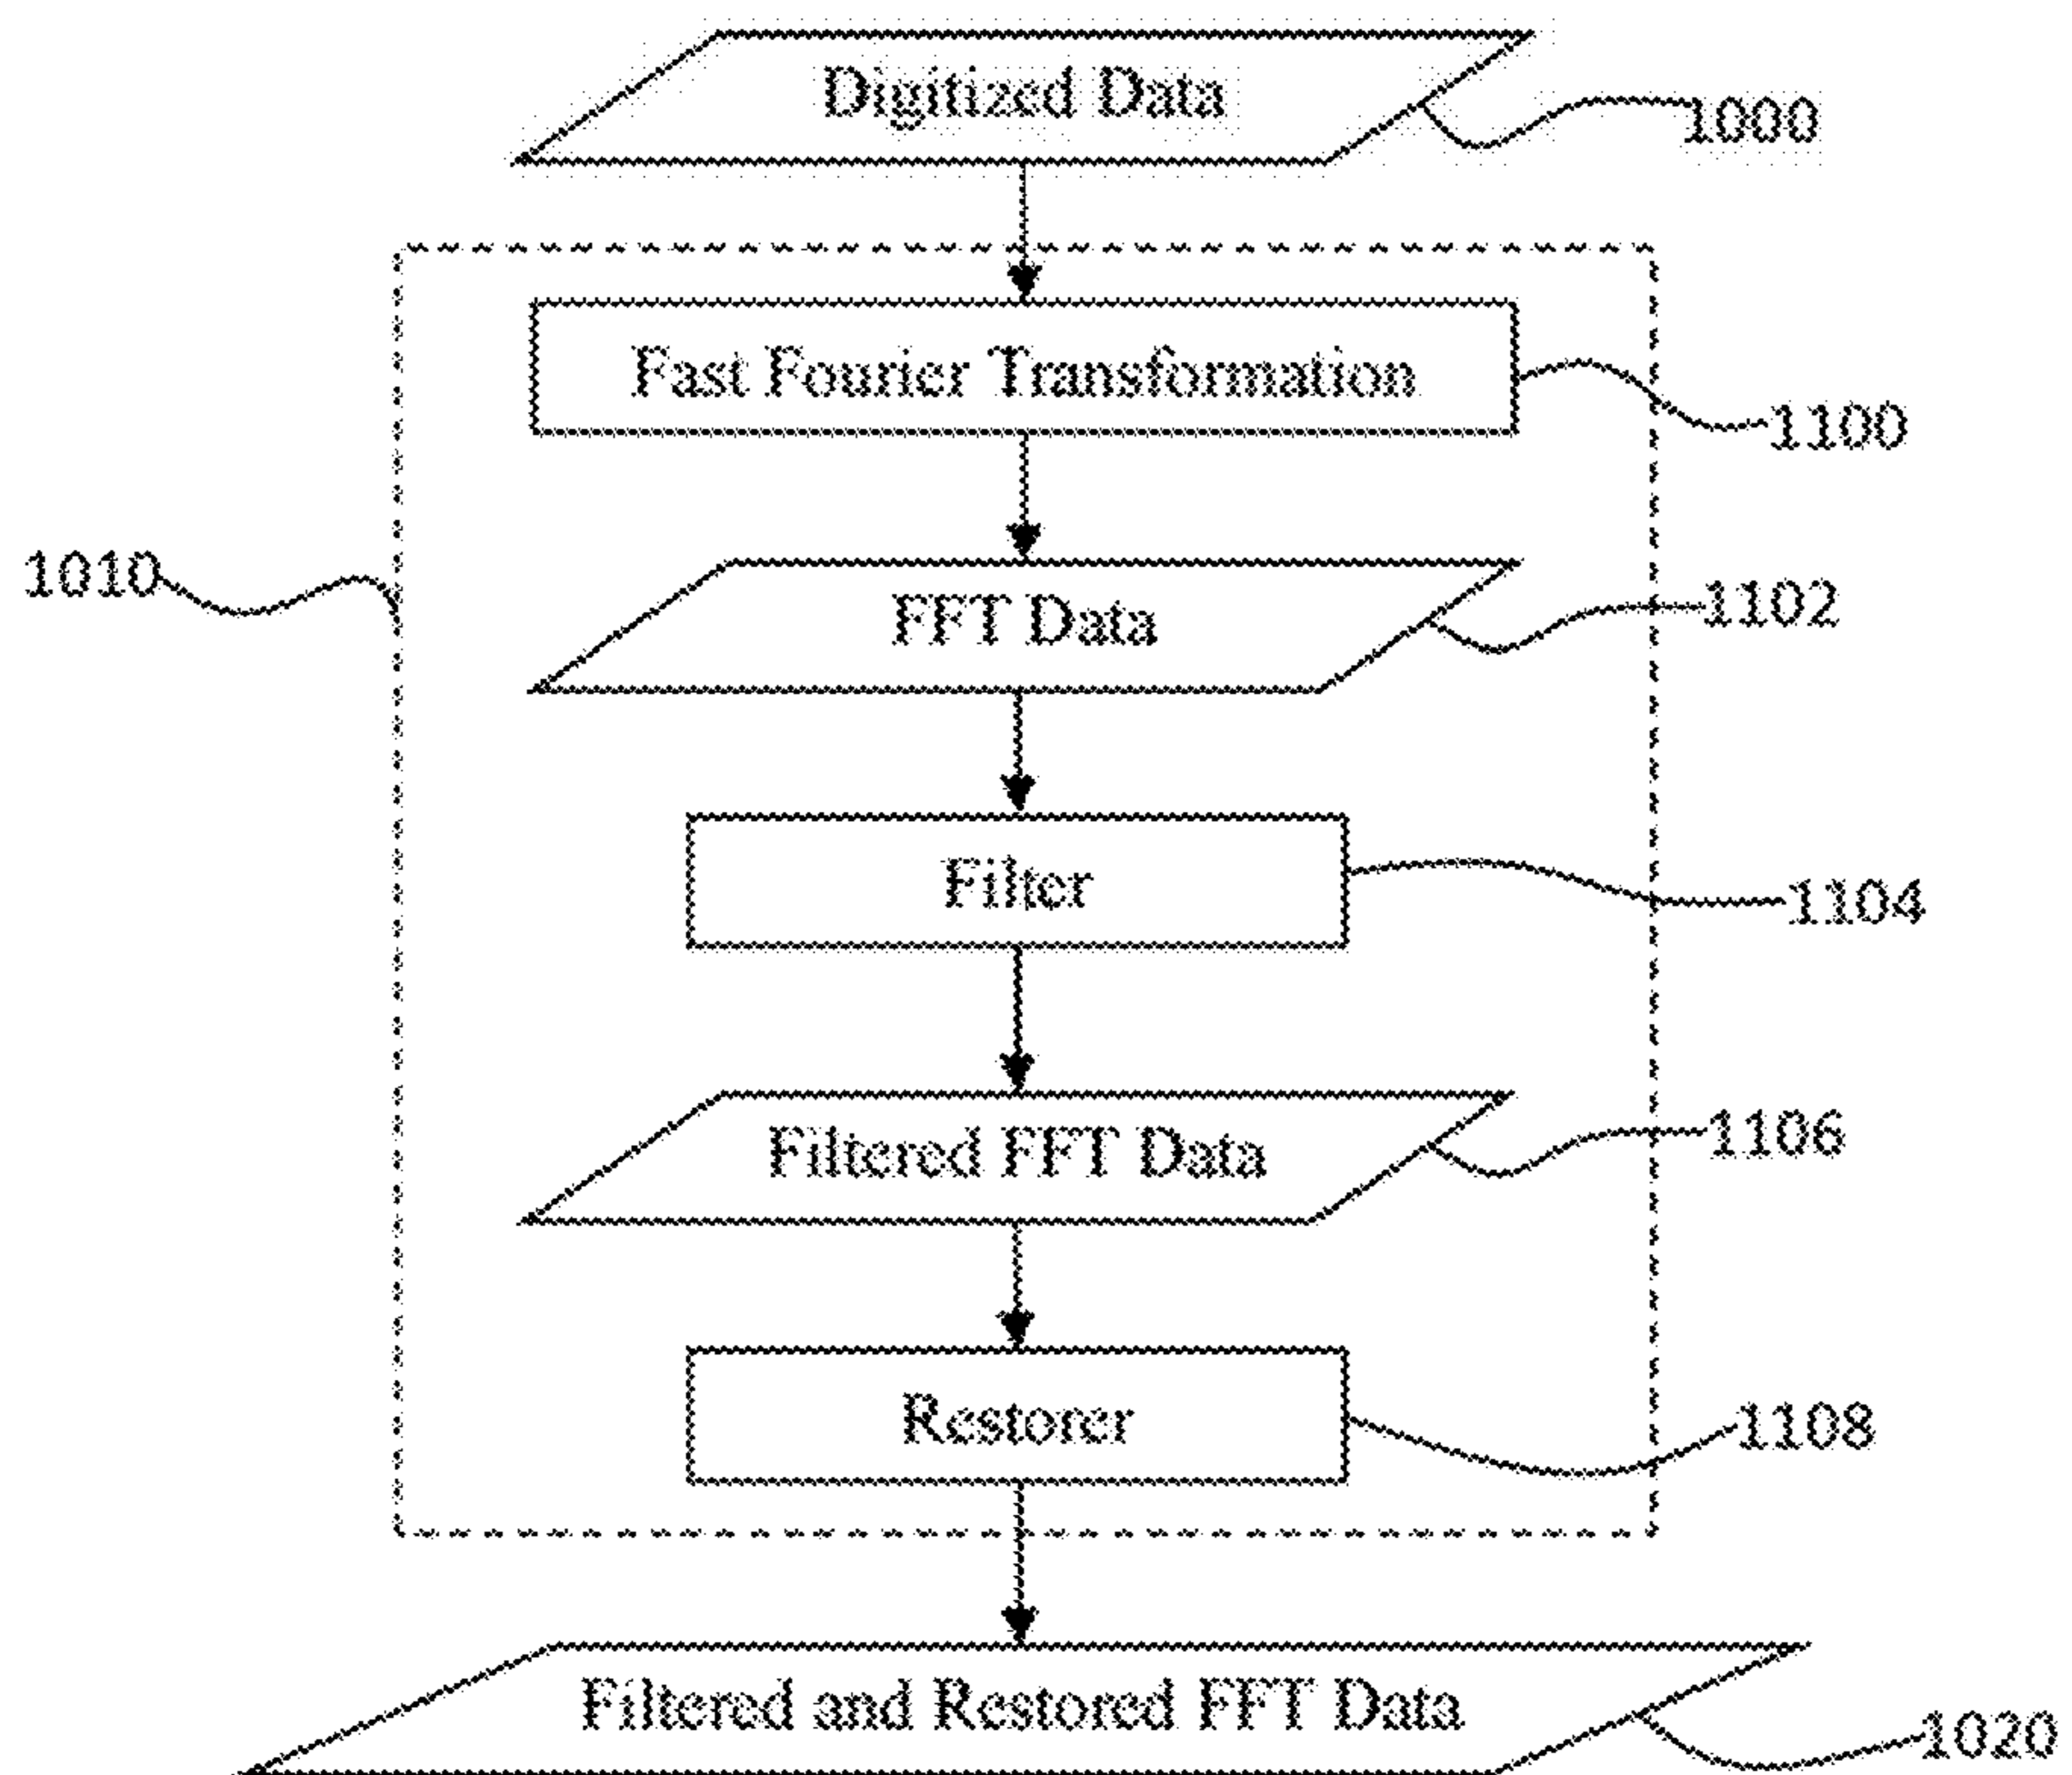 Digitized Data
1000
Fast Fourier Transformation
1100
1010
FFT Data
1102
Filter
1104
Filtered FFT Data
1106
Restorer
1108
Filtered and Restored FFT Data
1020